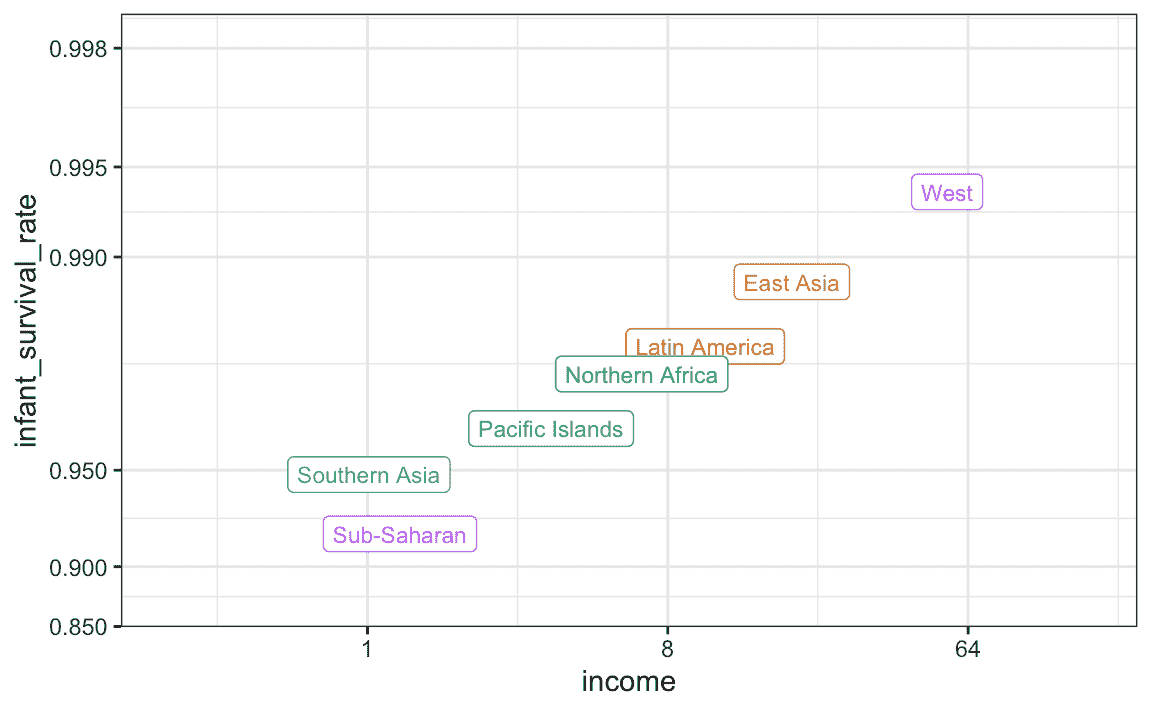 0.998
0.995
West
0.990
East Asia
Latin America
Northern Africa
Pacific Islands
0.950
Southern Asia
Sub-Saharan
0.900
0.850
infant_survival_rate
1 8 64
income